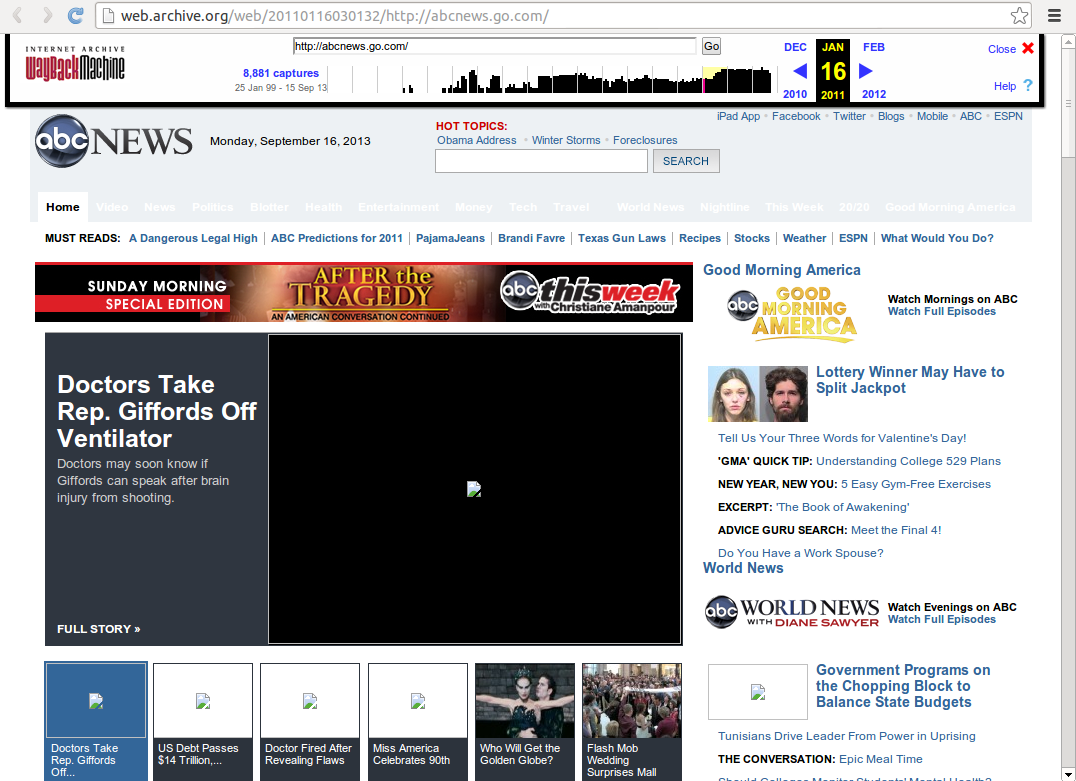 web.archive.org/web/20110116030132/http://abcnews.go.com/
INTERNET ARCHIVE
WayBackMachine
http://abcnews.go.com/
Go
8,881 captures
25 Jan 99 - 15 Sep 13
DEC JAN FEB
16
2010 2011 2012
Close
Help ?
iPad App • Facebook • Twitter • Blogs • Mobile • ABC • ESPN
abc NEWS
Monday, September 16, 2013
HOT TOPICS:
Obama Address • Winter Storms • Foreclosures
SEARCH
Home Video News Politics Blotter Health Entertainment Money Tech Travel World News Nightline This Week 20/20 Good Morning America
MUST READS: A Dangerous Legal High | ABC Predictions for 2011 | PajamaJeans | Brandi Favre | Texas Gun Laws | Recipes | Stocks | Weather | ESPN | What Would You Do?
SUNDAY MORNING
SPECIAL EDITION
AFTER the
TRAGEDY
AN AMERICAN CONVERSATION CONTINUED
abc this week
with Christiane Amanpour
Doctors Take
Rep. Giffords Off
Ventilator
Doctors may soon know if
Giffords can speak after brain
injury from shooting.
FULL STORY »
Doctors Take
Rep. Giffords
Off...
US Debt Passes
$14 Trillion,...
Doctor Fired After
Revealing Flaws
Miss America
Celebrates 90th
Who Will Get the
Golden Globe?
Flash Mob
Wedding
Surprises Mall
Good Morning America
abc GOOD
MORNING
AMERICA
Watch Mornings on ABC
Watch Full Episodes
Lottery Winner May Have to
Split Jackpot
Tell Us Your Three Words for Valentine's Day!
'GMA' QUICK TIP: Understanding College 529 Plans
NEW YEAR, NEW YOU: 5 Easy Gym-Free Exercises
EXCERPT: 'The Book of Awakening'
ADVICE GURU SEARCH: Meet the Final 4!
Do You Have a Work Spouse?
World News
abc WORLD NEWS
WITH DIANE SAWYER
Watch Evenings on ABC
Watch Full Episodes
Government Programs on
the Chopping Block to
Balance State Budgets
Tunisians Drive Leader From Power in Uprising
THE CONVERSATION: Epic Meal Time
Should Colleges Monitor Students' Mental Health?